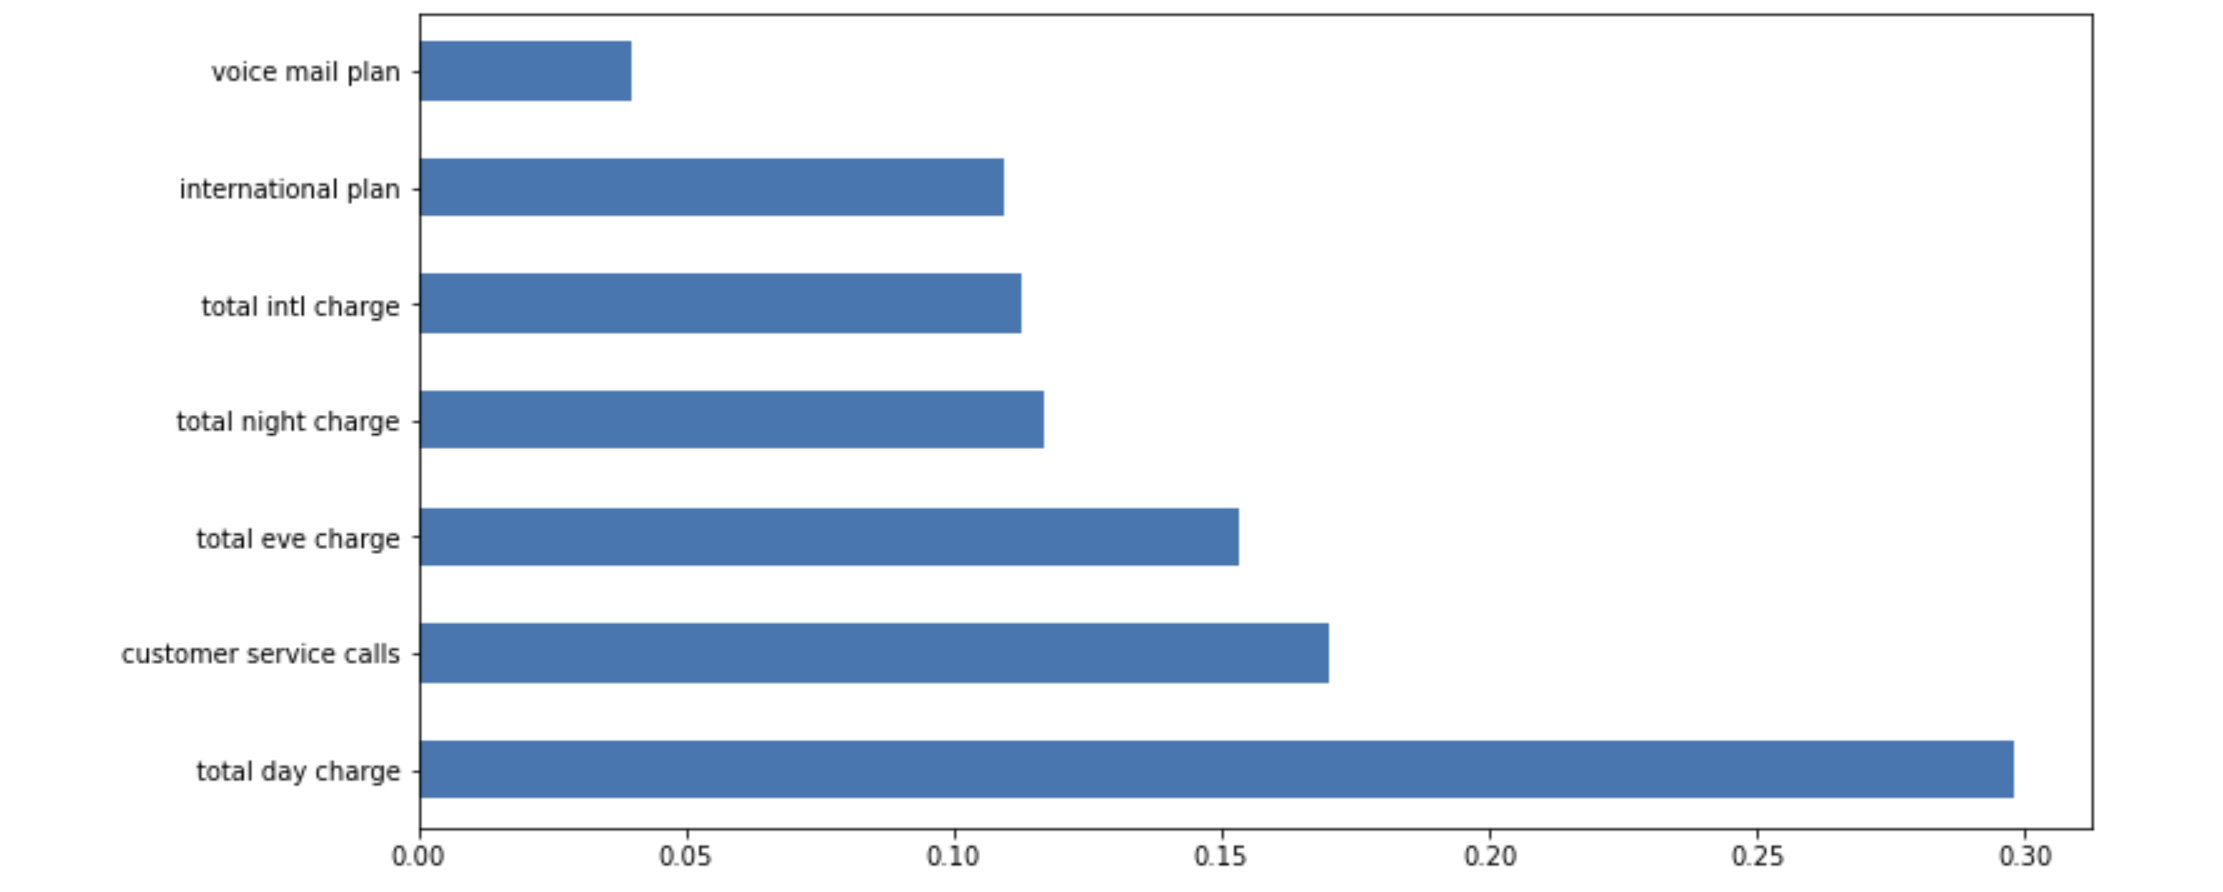 voice mail plan
international plan
total intl charge
total night charge
total eve charge
customer service calls
total day charge
0.00 0.05 0.10 0.15 0.20 0.25 0.30